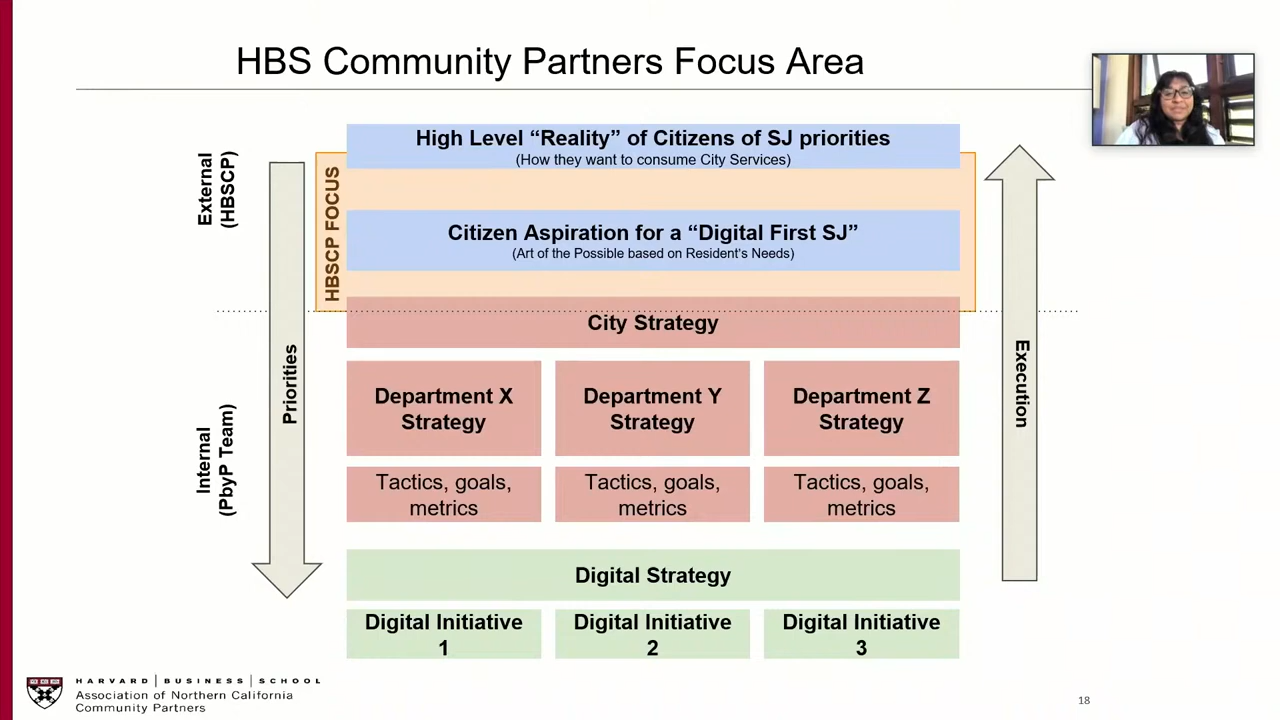 HBS Community Partners Focus Area
High Level “Reality” of Citizens of SJ priorities
(How they want to consume City Services)
External
(HBSCP)
HBSCP FOCUS
Citizen Aspiration for a “Digital First SJ”
(Art of the Possible based on Resident's Needs)
City Strategy
Priorities
Execution
Department X
Strategy
Department Y
Strategy
Department Z
Strategy
Internal
(PbyP Team)
Tactics, goals,
metrics
Tactics, goals,
metrics
Tactics, goals,
metrics
Digital Strategy
Digital Initiative
1
Digital Initiative
2
Digital Initiative
3
HARVARD | BUSINESS | SCHOOL
Association of Northern California
Community Partners
18